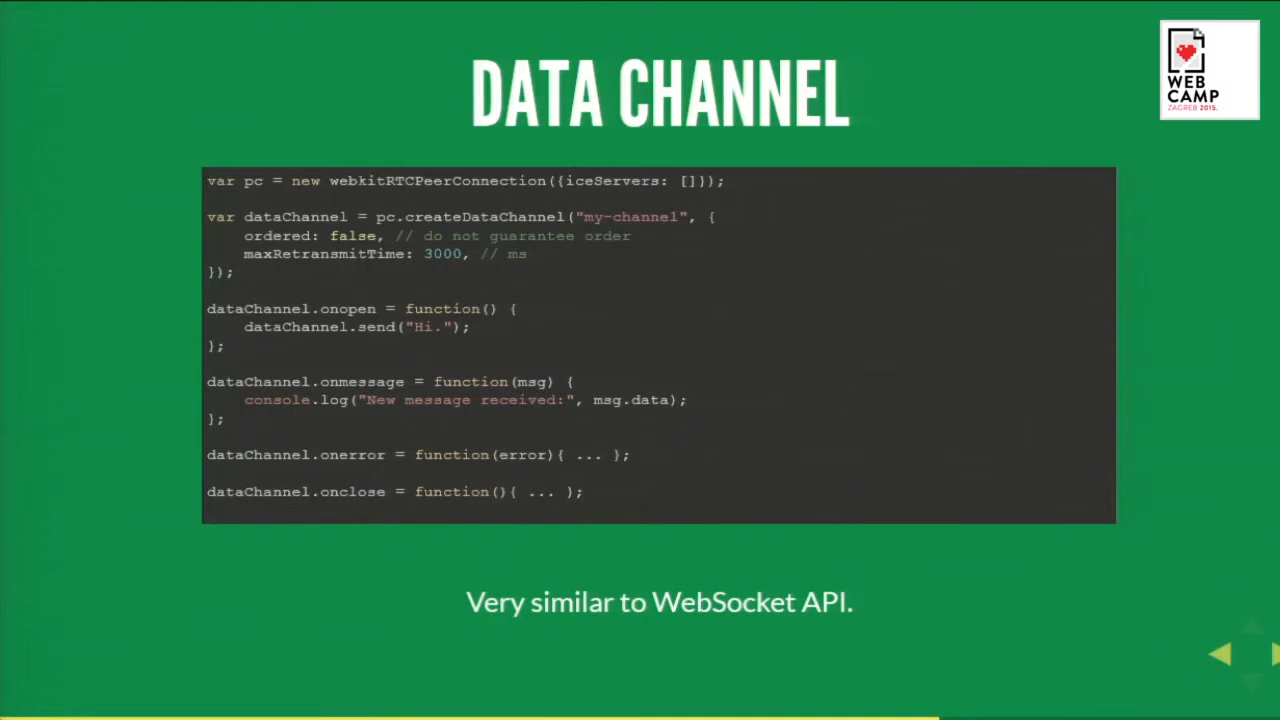 DATA CHANNEL
WEB
CAMP
ZAGREB 2015.
var pc = new webkitRTCPeerConnection({iceServers: []});
var dataChannel = pc.createDataChannel("my-channel", {
    ordered: false, // do not guarantee order
    maxRetransmitTime: 3000, // ms
});
dataChannel.onopen = function() {
    dataChannel.send("Hi.");
};
dataChannel.onmessage = function(msg) {
    console.log("New message received:", msg.data);
};
dataChannel.onerror = function(error){ ... };
dataChannel.onclose = function(){ ... };
Very similar to WebSocket API.